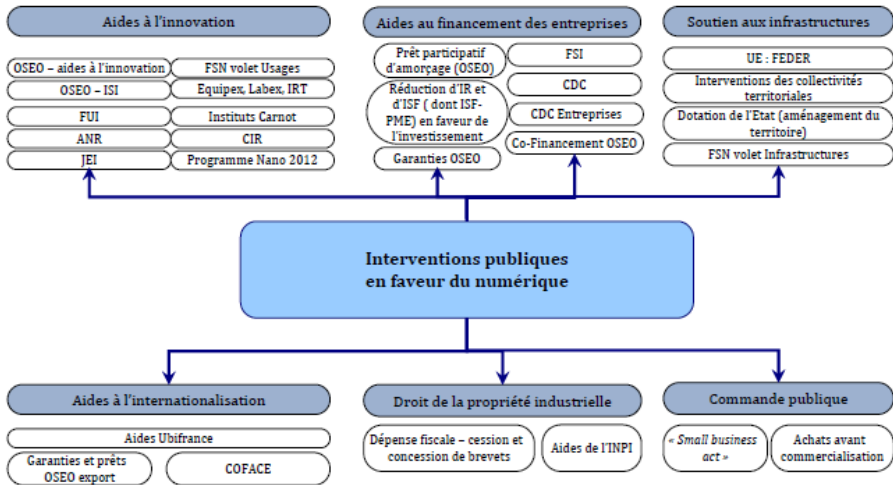 Aides à l'innovation
OSEO – aides à l'innovation
FSN volet Usages
OSEO – ISI
Equipex, Labex, IRT
FUI
Instituts Carnot
ANR
CIR
JEI
Programme Nano 2012
Aides au financement des entreprises
Prêt participatif
d'amorçage (OSEO)
Réduction d'IR et
d'ISF ( dont ISF-
PME) en faveur de
l'investissement
Garanties OSEO
FSI
CDC
CDC Entreprises
Co-Financement OSEO
Soutien aux infrastructures
UE : FEDER
Interventions des collectivités
territoriales
Dotation de l'Etat (aménagement du
territoire)
FSN volet Infrastructures
Interventions publiques
en faveur du numérique
Aides à l'internationalisation
Aides Ubifrance
Garanties et prêts
OSEO export
COFACE
Droit de la propriété industrielle
Dépense fiscale – cession et
concession de brevets
Aides de l'INPI
Commande publique
« Small business
act »
Achats avant
commercialisation